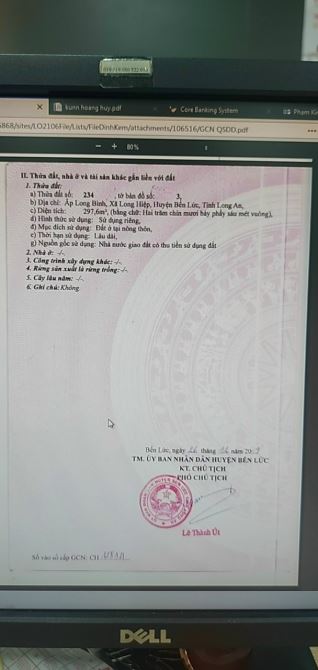 kunn hoang huy.pdf
Core Banking System
Phạm Kim
5868/sites/LO2106File/Lists/FileDinhKem/attachments/106516/GCN QSDD.pdf
− + 80%
II. Thửa đất, nhà ở và tài sản khác gắn liền với đất
1. Thửa đất:
a) Thửa đất số: 234 , tờ bản đồ số: 3,
b) Địa chỉ: Ấp Long Bình, Xã Long Hiệp, Huyện Bến Lức, Tỉnh Long An,
c) Diện tích: 297,6m², (bằng chữ: Hai trăm chín mươi bảy phẩy sáu mét vuông),
d) Hình thức sử dụng: Sử dụng riêng,
đ) Mục đích sử dụng: Đất ở tại nông thôn,
e) Thời hạn sử dụng: Lâu dài,
g) Nguồn gốc sử dụng: Nhà nước giao đất có thu tiền sử dụng đất
2. Nhà ở: -/-.
3. Công trình xây dựng khác: -/-.
4. Rừng sản xuất là rừng trồng: -/-.
5. Cây lâu năm: -/-.
6. Ghi chú: Không.
Bến Lức, ngày tháng năm
TM. ỦY BAN NHÂN DÂN HUYỆN BẾN LỨC
KT. CHỦ TỊCH
PHÓ CHỦ TỊCH
Lê Thành Út
Số vào sổ cấp GCN: CH
DELL